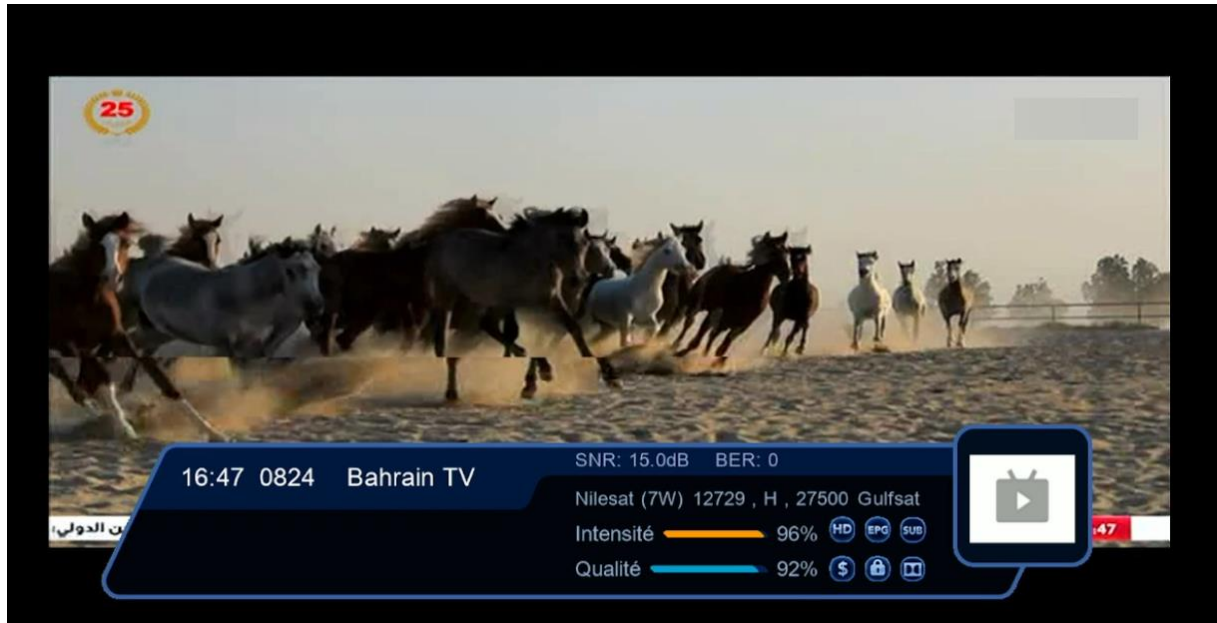 25
16:47 0824 Bahrain TV
SNR: 15.0dB BER: 0
Nilesat (7W) 12729 , H , 27500 Gulfsat
Intensité 96% HD EPG SUB
Qualité 92% $
ن الدولي:
:47